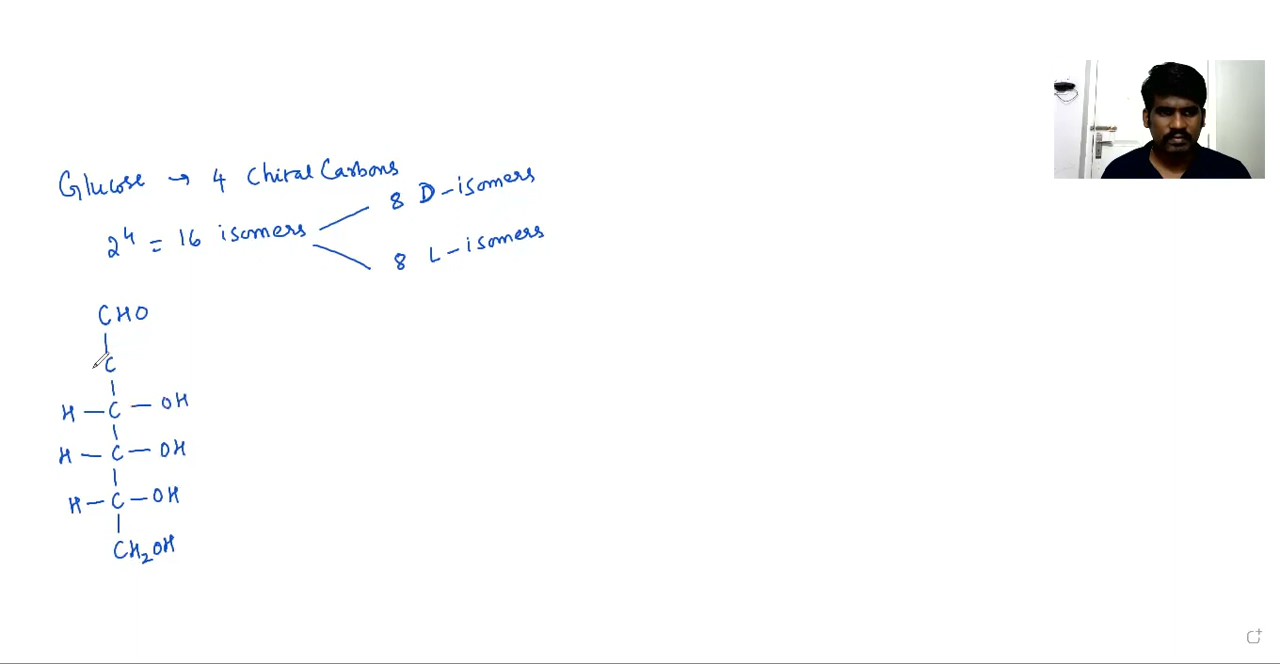 Glucose → 4 Chiral Carbons
2⁴ = 16 isomers
8 D-isomers
8 L-isomers
CHO
C
H — C — OH
H — C — OH
H — C — OH
CH₂OH